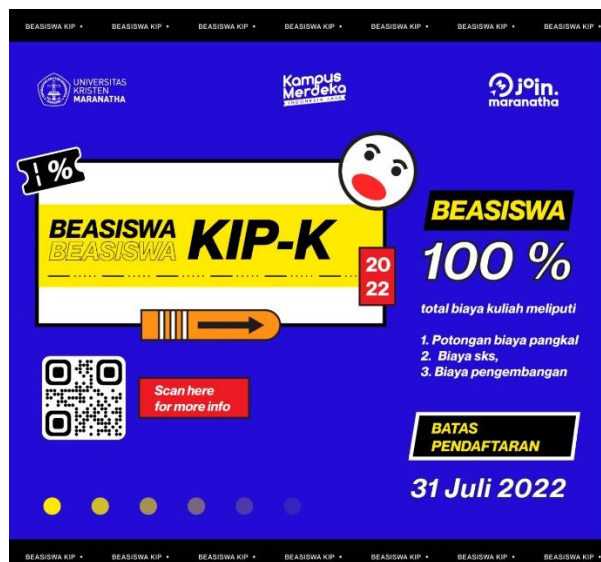 BEASISWA KIP • BEASISWA KIP • BEASISWA KIP • BEASISWA KIP • BEASISWA KIP • BEASISWA KIP • BEASISWA KIP •
UNIVERSITAS
KRISTEN
MARANATHA
Kampus
Merdeka
INDONESIA JAYA
join.
maranatha
%
BEASISWA
BEASISWA
KIP-K
20
22
BEASISWA
100 %
total biaya kuliah meliputi
1. Potongan biaya pangkal
2. Biaya sks,
3. Biaya pengembangan
Scan here
for more info
BATAS
PENDAFTARAN
31 Juli 2022
BEASISWA KIP • BEASISWA KIP • BEASISWA KIP • BEASISWA KIP • BEASISWA KIP • BEASISWA KIP • BEASISWA KIP •